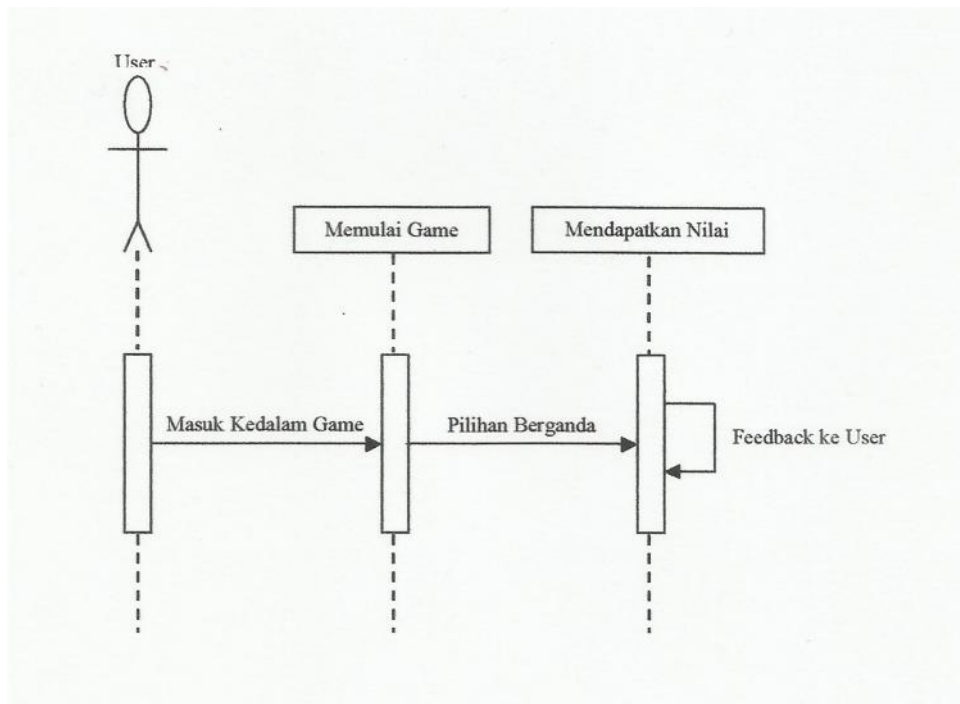 User
Memulai Game
Mendapatkan Nilai
Masuk Kedalam Game
Pilihan Berganda
Feedback ke User